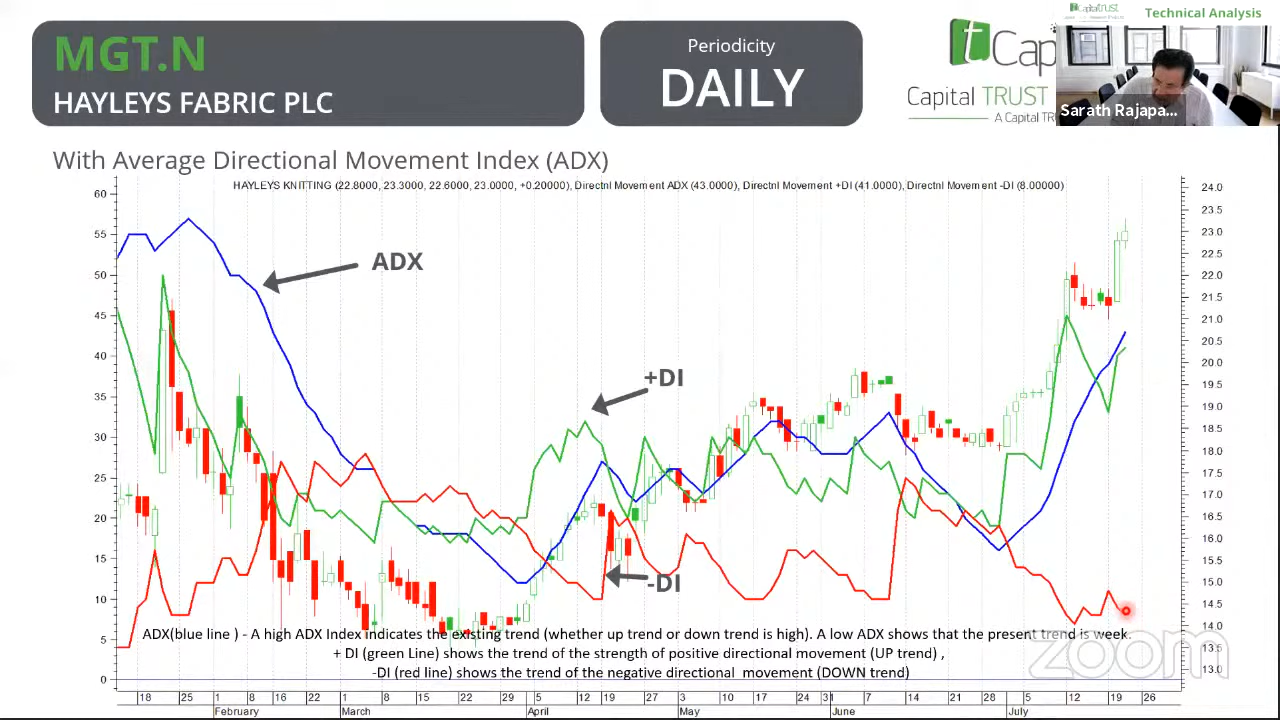 MGT.N
HAYLEYS FABRIC PLC
Periodicity
DAILY
tCap
Capital TRUST
A Capital TR
CapitalTRUST
Technical Analysis
Sarath Rajapa...
With Average Directional Movement Index (ADX)
HAYLEYS KNITTING (22.8000, 23.3000, 22.6000, 23.0000, +0.20000), Directnl Movement ADX (43.0000), Directnl Movement +DI (41.0000), Directnl Movement -DI (8.00000)
60
55
50
45
40
35
30
25
20
15
10
5
0
24.0
23.5
23.0
22.5
22.0
21.5
21.0
20.5
20.0
19.5
19.0
18.5
18.0
17.5
17.0
16.5
16.0
15.5
15.0
14.5
14.0
13.5
13.0
ADX
+DI
-DI
ADX(blue line ) - A high ADX Index indicates the existing trend (whether up trend or down trend is high). A low ADX shows that the present trend is week.
+ DI (green Line) shows the trend of the strength of positive directional movement (UP trend) ,
-DI (red line) shows the trend of the negative directional movement (DOWN trend)
zoom
18 25 1 8 16 22 1 8 15 22 29 5 12 19 27 3 10 17 24 31 7 14 21 28 5 12 19 26
February March April May June July